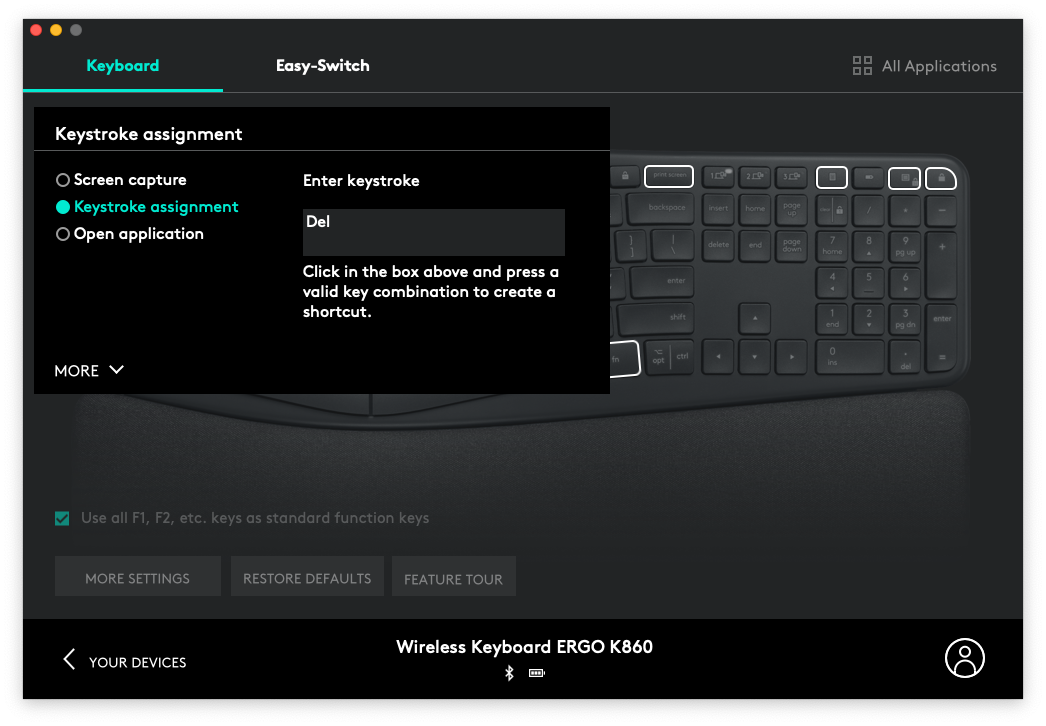 Keyboard
Easy-Switch
All Applications
Keystroke assignment
Screen capture
Keystroke assignment
Open application
Enter keystroke
Del
Click in the box above and press a
valid key combination to create a
shortcut.
MORE
print screen
1
2
3
backspace
insert
home
page
up
/
*
-
]
|
\
delete
end
page
down
7
home
8
9
pg up
+
enter
4
5
6
shift
1
end
2
3
pg dn
enter
fn
opt
ctrl
0
ins
.
del
Use all F1, F2, etc. keys as standard function keys
MORE SETTINGS
RESTORE DEFAULTS
FEATURE TOUR
YOUR DEVICES
Wireless Keyboard ERGO K860